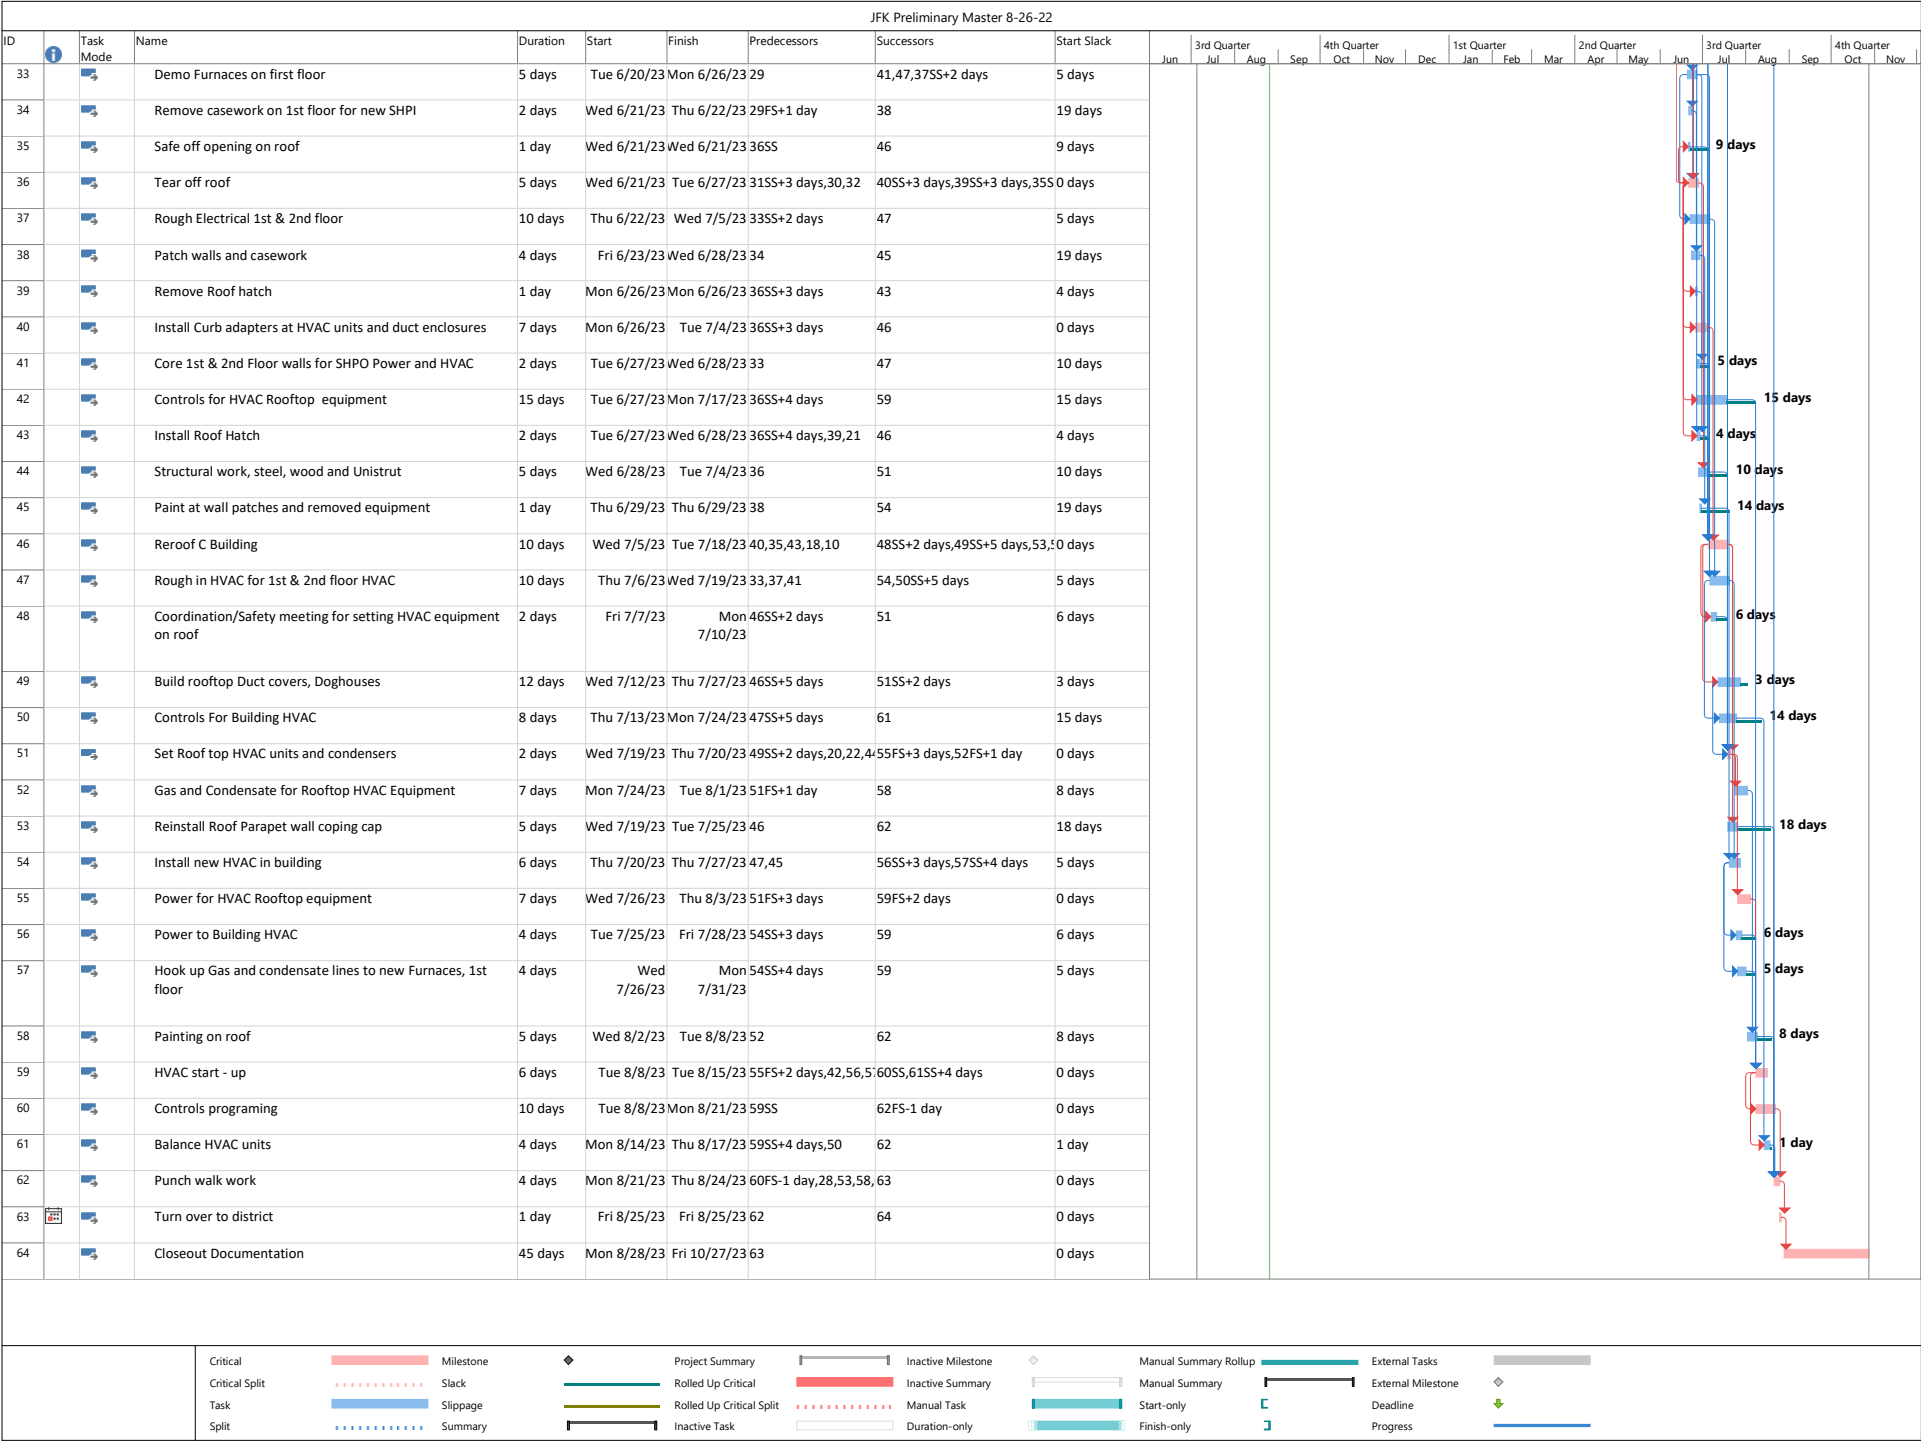 JFK Preliminary Master 8-26-22
ID Task Mode Name Duration Start Finish Predecessors Successors Start Slack
3rd Quarter 4th Quarter 1st Quarter 2nd Quarter 3rd Quarter 4th Quarter
Jun Jul Aug Sep Oct Nov Dec Jan Feb Mar Apr May Jun Jul Aug Sep Oct Nov
33 Demo Furnaces on first floor 5 days Tue 6/20/23 Mon 6/26/23 29 41,47,37SS+2 days 5 days
34 Remove casework on 1st floor for new SHPI 2 days Wed 6/21/23 Thu 6/22/23 29FS+1 day 38 19 days
35 Safe off opening on roof 1 day Wed 6/21/23 Wed 6/21/23 36SS 46 9 days 9 days
36 Tear off roof 5 days Wed 6/21/23 Tue 6/27/23 31SS+3 days,30,32 40SS+3 days,39SS+3 days,35S 0 days
37 Rough Electrical 1st & 2nd floor 10 days Thu 6/22/23 Wed 7/5/23 33SS+2 days 47 5 days
38 Patch walls and casework 4 days Fri 6/23/23 Wed 6/28/23 34 45 19 days
39 Remove Roof hatch 1 day Mon 6/26/23 Mon 6/26/23 36SS+3 days 43 4 days
40 Install Curb adapters at HVAC units and duct enclosures 7 days Mon 6/26/23 Tue 7/4/23 36SS+3 days 46 0 days
41 Core 1st & 2nd Floor walls for SHPO Power and HVAC 2 days Tue 6/27/23 Wed 6/28/23 33 47 10 days 5 days
42 Controls for HVAC Rooftop equipment 15 days Tue 6/27/23 Mon 7/17/23 36SS+4 days 59 15 days 15 days
43 Install Roof Hatch 2 days Tue 6/27/23 Wed 6/28/23 36SS+4 days,39,21 46 4 days 4 days
44 Structural work, steel, wood and Unistrut 5 days Wed 6/28/23 Tue 7/4/23 36 51 10 days 10 days
45 Paint at wall patches and removed equipment 1 day Thu 6/29/23 Thu 6/29/23 38 54 19 days 14 days
46 Reroof C Building 10 days Wed 7/5/23 Tue 7/18/23 40,35,43,18,10 48SS+2 days,49SS+5 days,53, 0 days
47 Rough in HVAC for 1st & 2nd floor HVAC 10 days Thu 7/6/23 Wed 7/19/23 33,37,41 54,50SS+5 days 5 days
48 Coordination/Safety meeting for setting HVAC equipment 2 days Fri 7/7/23 Mon 46SS+2 days 51 6 days 6 days
on roof 7/10/23
49 Build rooftop Duct covers, Doghouses 12 days Wed 7/12/23 Thu 7/27/23 46SS+5 days 51SS+2 days 3 days 3 days
50 Controls For Building HVAC 8 days Thu 7/13/23 Mon 7/24/23 47SS+5 days 61 15 days 14 days
51 Set Roof top HVAC units and condensers 2 days Wed 7/19/23 Thu 7/20/23 49SS+2 days,20,22,4 55FS+3 days,52FS+1 day 0 days
52 Gas and Condensate for Rooftop HVAC Equipment 7 days Mon 7/24/23 Tue 8/1/23 51FS+1 day 58 8 days
53 Reinstall Roof Parapet wall coping cap 5 days Wed 7/19/23 Tue 7/25/23 46 62 18 days 18 days
54 Install new HVAC in building 6 days Thu 7/20/23 Thu 7/27/23 47,45 56SS+3 days,57SS+4 days 5 days
55 Power for HVAC Rooftop equipment 7 days Wed 7/26/23 Thu 8/3/23 51FS+3 days 59FS+2 days 0 days
56 Power to Building HVAC 4 days Tue 7/25/23 Fri 7/28/23 54SS+3 days 59 6 days 6 days
57 Hook up Gas and condensate lines to new Furnaces, 1st 4 days Wed Mon 54SS+4 days 59 5 days 5 days
floor 7/26/23 7/31/23
58 Painting on roof 5 days Wed 8/2/23 Tue 8/8/23 52 62 8 days 8 days
59 HVAC start - up 6 days Tue 8/8/23 Tue 8/15/23 55FS+2 days,42,56,5 60SS,61SS+4 days 0 days
60 Controls programing 10 days Tue 8/8/23 Mon 8/21/23 59SS 62FS-1 day 0 days
61 Balance HVAC units 4 days Mon 8/14/23 Thu 8/17/23 59SS+4 days,50 62 1 day 1 day
62 Punch walk work 4 days Mon 8/21/23 Thu 8/24/23 60FS-1 day,28,53,58, 63 0 days
63 Turn over to district 1 day Fri 8/25/23 Fri 8/25/23 62 64 0 days
64 Closeout Documentation 45 days Mon 8/28/23 Fri 10/27/23 63 0 days
Critical Milestone Project Summary Inactive Milestone Manual Summary Rollup External Tasks
Critical Split Slack Rolled Up Critical Inactive Summary Manual Summary External Milestone
Task Slippage Rolled Up Critical Split Manual Task Start-only Deadline
Split Summary Inactive Task Duration-only Finish-only Progress